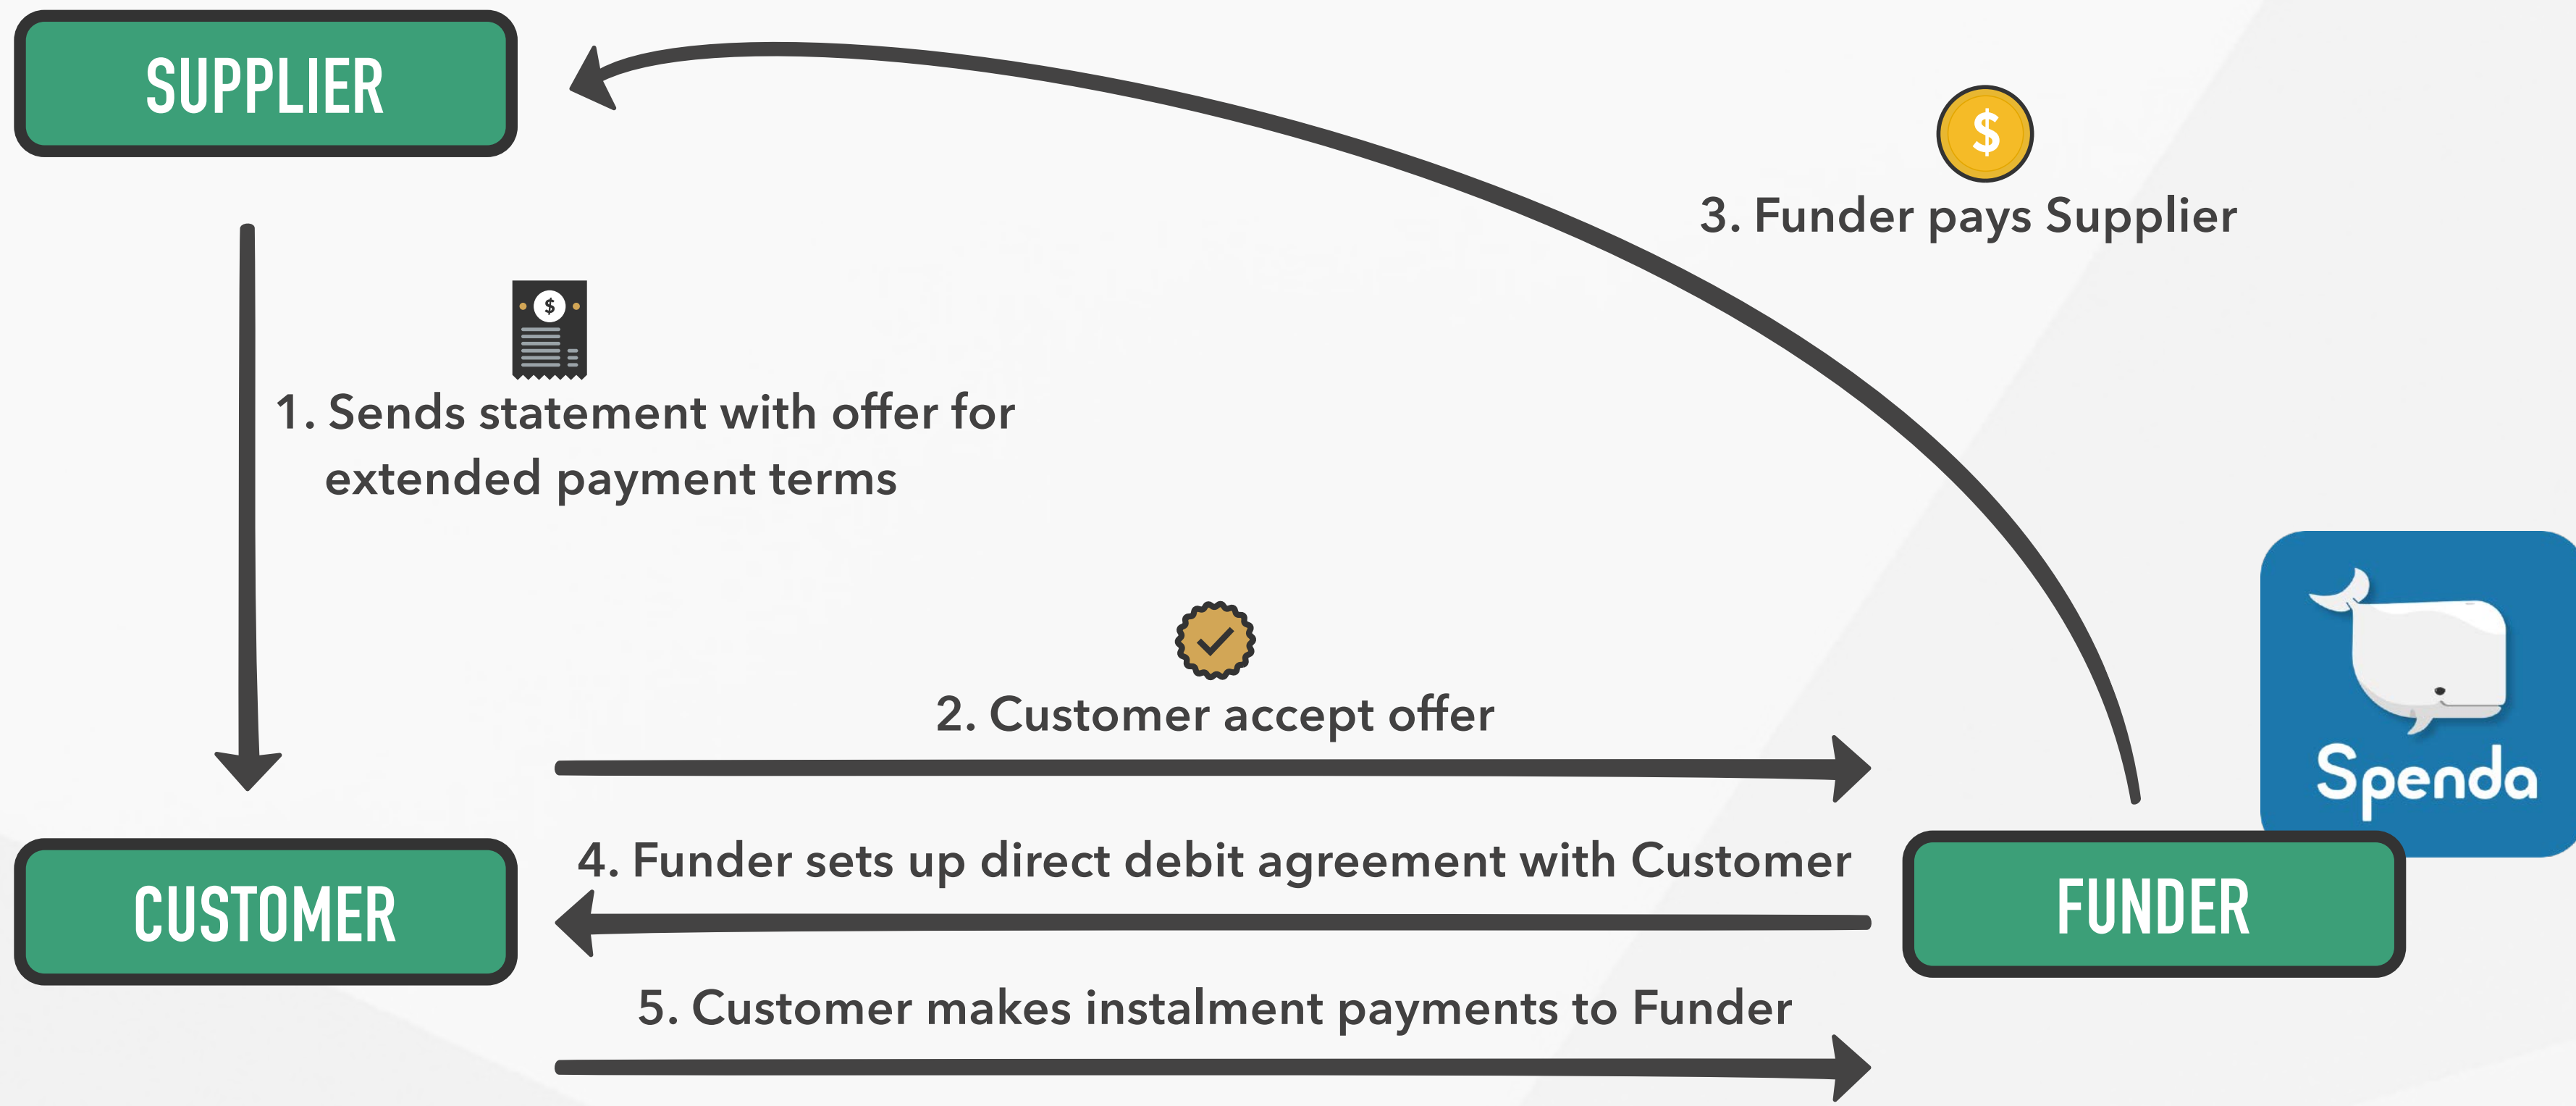 SUPPLIER
$
3. Funder pays Supplier
$
1. Sends statement with offer for
extended payment terms
2. Customer accept offer
Spenda
4. Funder sets up direct debit agreement with Customer
CUSTOMER
FUNDER
5. Customer makes instalment payments to Funder